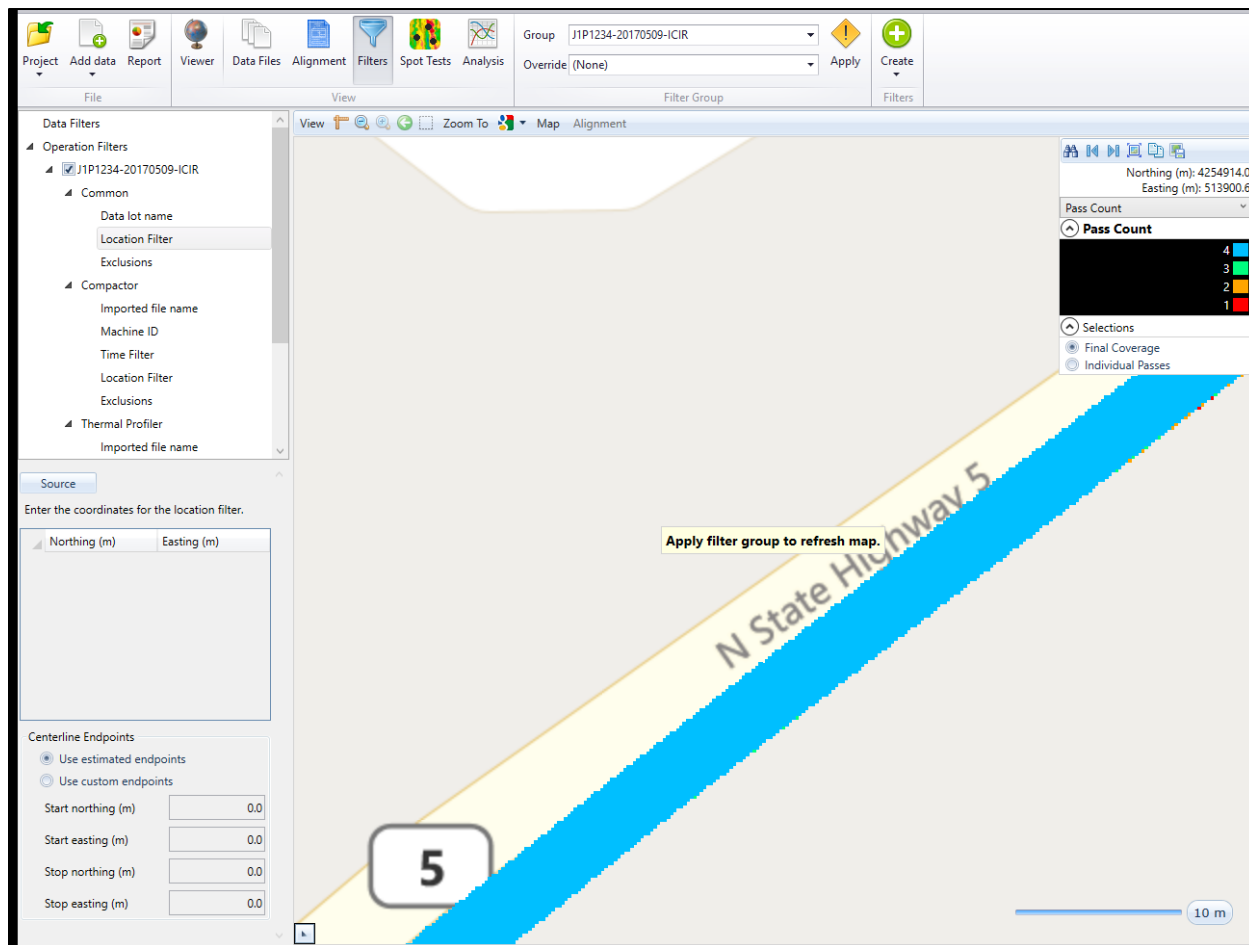 Project Add data Report Viewer Data Files Alignment Filters Spot Tests Analysis
Group J1P1234-20170509-ICIR
Override (None)
Apply Create
File View Filter Group Filters
Data Filters
Operation Filters
J1P1234-20170509-ICIR
Common
Data lot name
Location Filter
Exclusions
Compactor
Imported file name
Machine ID
Time Filter
Location Filter
Exclusions
Thermal Profiler
Imported file name
Source
Enter the coordinates for the location filter.
Northing (m) Easting (m)
Centerline Endpoints
Use estimated endpoints
Use custom endpoints
Start northing (m) 0.0
Start easting (m) 0.0
Stop northing (m) 0.0
Stop easting (m) 0.0
View Zoom To Map Alignment
Northing (m): 4254914.0
Easting (m): 513900.6
Pass Count
Pass Count
4
3
2
1
Selections
Final Coverage
Individual Passes
Apply filter group to refresh map.
N State Highway 5
5
10 m